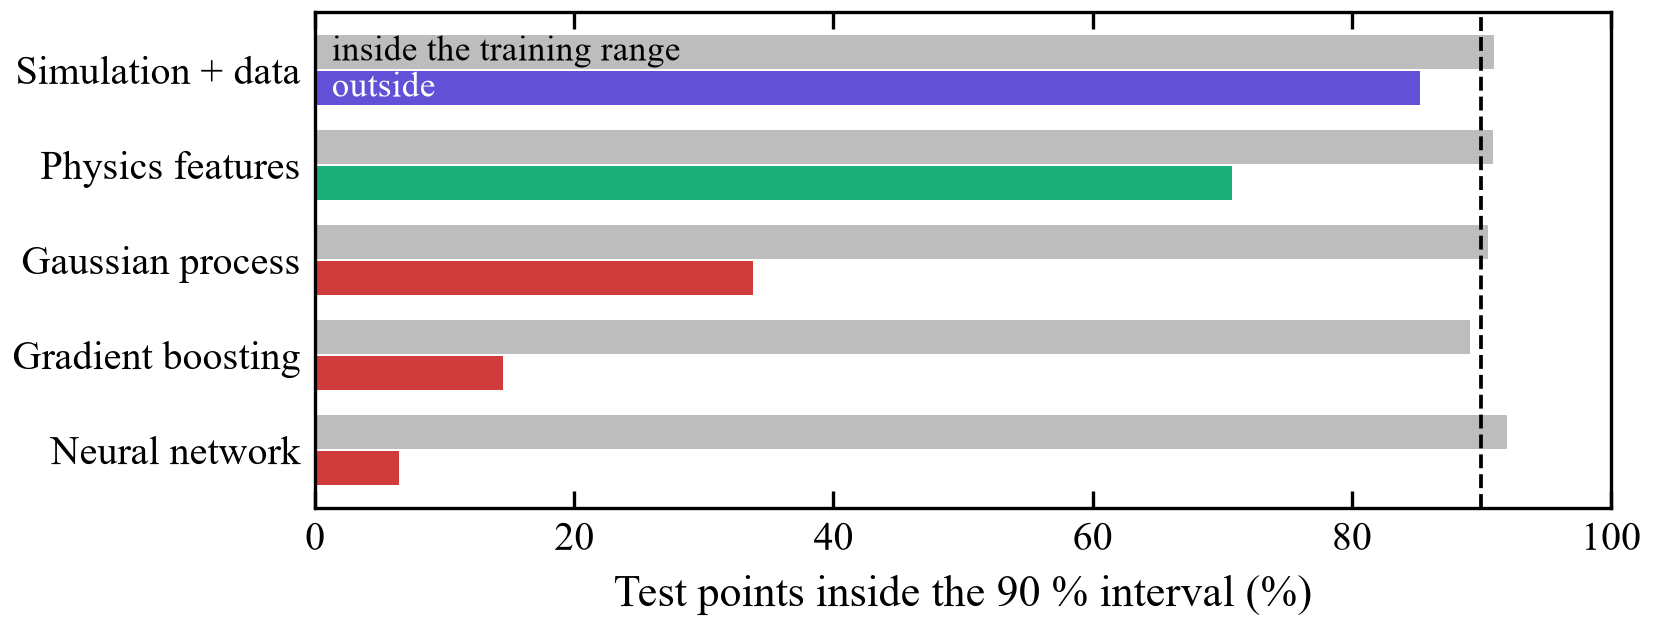 Simulation + data
inside the training range
outside
Physics features
Gaussian process
Gradient boosting
Neural network
0 20 40 60 80 100
Test points inside the 90 % interval (%)